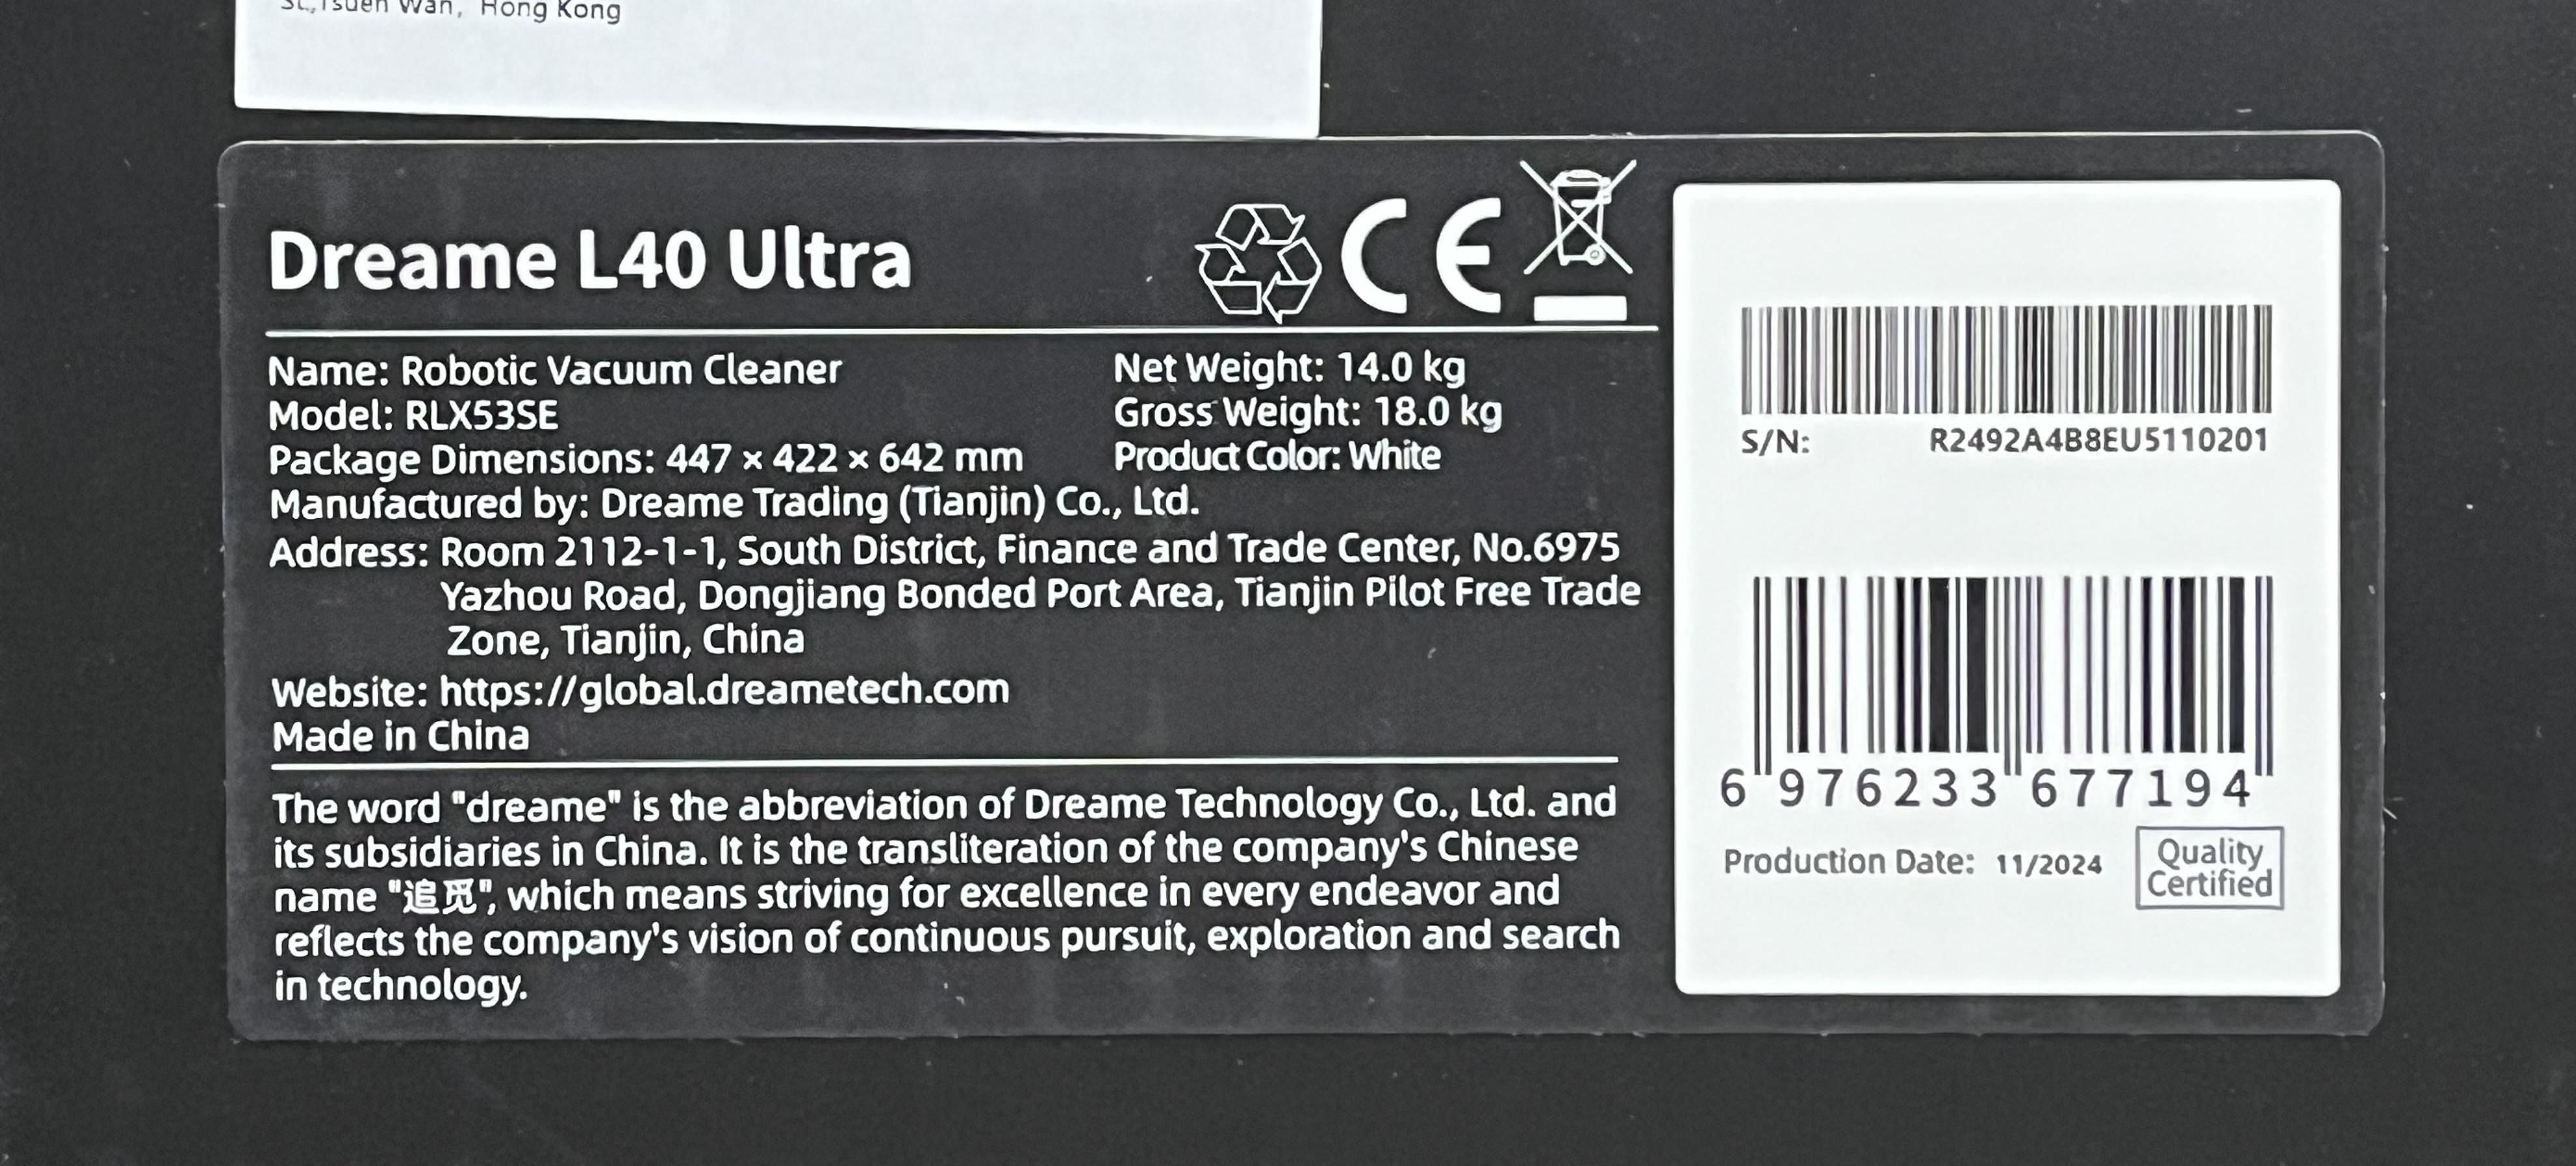 St.,Tsuen Wan, Hong Kong
Dreame L40 Ultra
CE
Name: Robotic Vacuum Cleaner
Model: RLX53SE
Package Dimensions: 447 × 422 × 642 mm
Net Weight: 14.0 kg
Gross Weight: 18.0 kg
Product Color: White
Manufactured by: Dreame Trading (Tianjin) Co., Ltd.
Address: Room 2112-1-1, South District, Finance and Trade Center, No.6975
Yazhou Road, Dongjiang Bonded Port Area, Tianjin Pilot Free Trade
Zone, Tianjin, China
Website: https://global.dreametech.com
Made in China
The word "dreame" is the abbreviation of Dreame Technology Co., Ltd. and
its subsidiaries in China. It is the transliteration of the company's Chinese
name "追觅", which means striving for excellence in every endeavor and
reflects the company's vision of continuous pursuit, exploration and search
in technology.
S/N: R2492A4B8EU5110201
6 976233 677194
Production Date: 11/2024
Quality
Certified